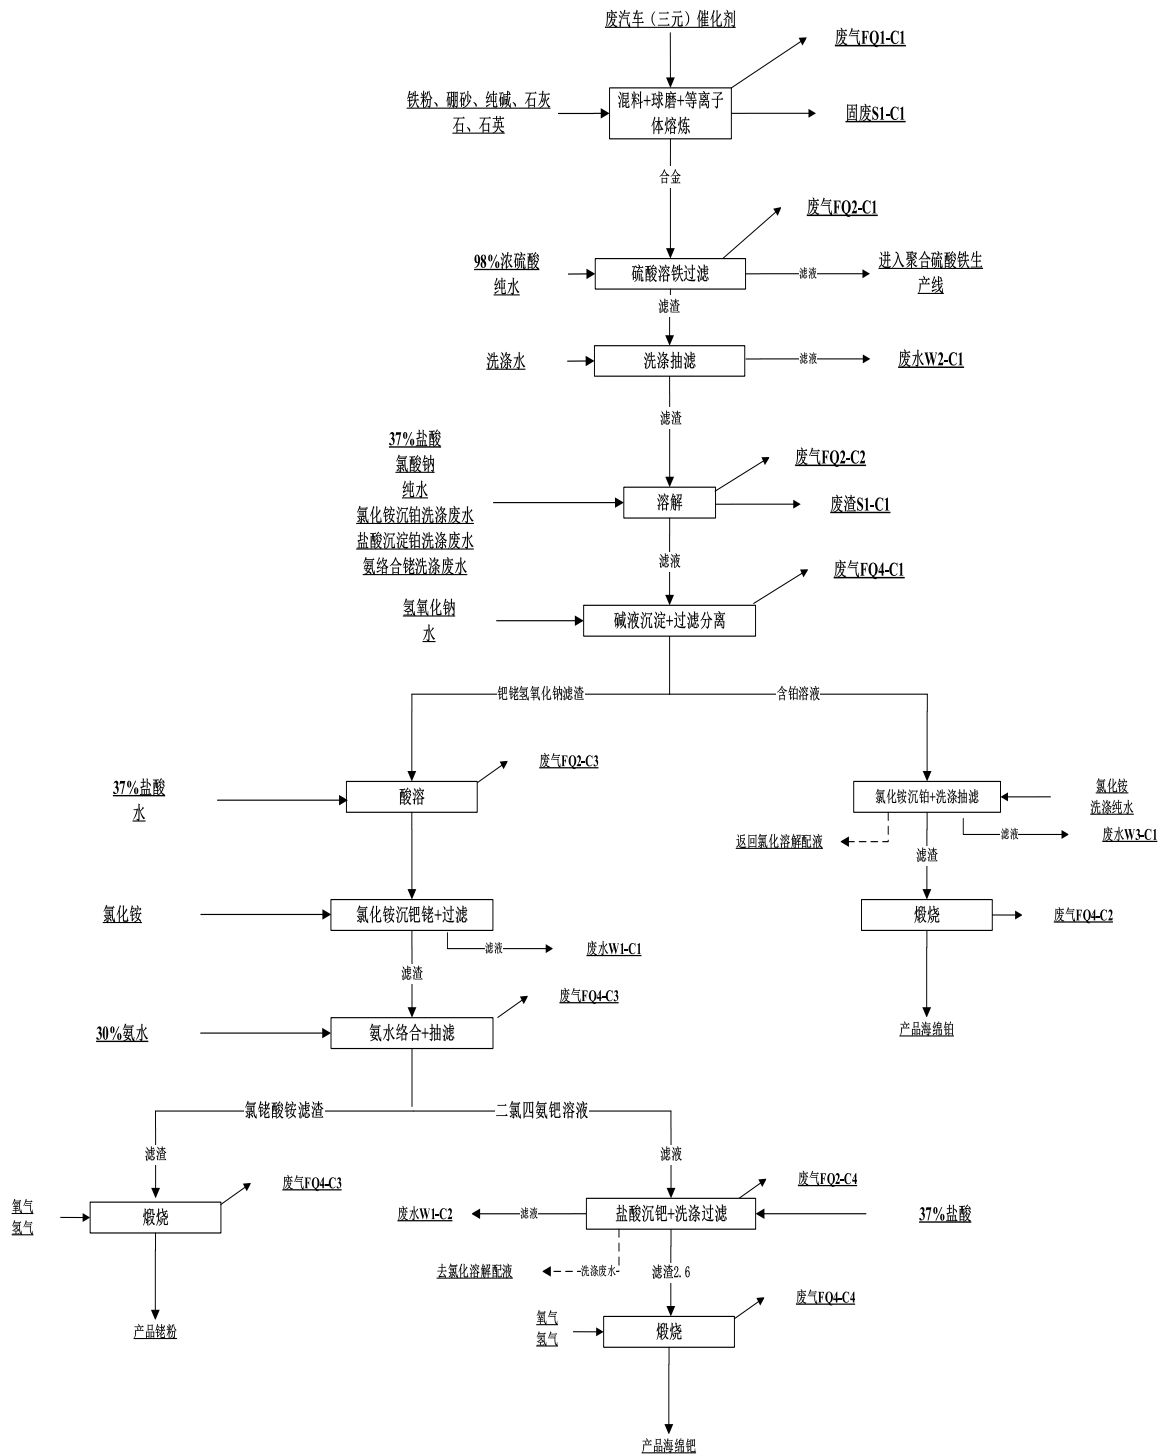 废汽车（三元）催化剂
废气FQ1-C1
铁粉、硼砂、纯碱、石灰
石、石英
混料+球磨+等离子
体熔炼
固废S1-C1
合金
废气FQ2-C1
98%浓硫酸
纯水
硫酸溶铁过滤
滤液
进入聚合硫酸铁生
产线
滤渣
洗涤水
洗涤抽滤
滤液
废水W2-C1
滤渣
37%盐酸
氯酸钠
纯水
氯化铵沉铂洗涤废水
盐酸沉淀铂洗涤废水
氨络合铑洗涤废水
废气FQ2-C2
溶解
废渣S1-C1
滤液
废气FQ4-C1
氢氧化钠
水
碱液沉淀+过滤分离
钯铑氢氧化钠滤渣
含铂溶液
废气FQ2-C3
37%盐酸
水
酸溶
氯化铵沉铂+洗涤抽滤
氯化铵
洗涤纯水
返回氯化溶解配液
滤液
废水W3-C1
滤渣
氯化铵
氯化铵沉钯铑+过滤
煅烧
废气FQ4-C2
滤液
废水W1-C1
滤渣
废气FQ4-C3
30%氨水
氨水络合+抽滤
产品海绵铂
氯铑酸铵滤渣
二氯四氨钯溶液
滤渣
滤液
废气FQ4-C3
废气FQ2-C4
氧气
氢气
煅烧
废水W1-C2
滤液
盐酸沉钯+洗涤过滤
37%盐酸
去氯化溶解配液
洗涤废水
滤渣2.6
废气FQ4-C4
氧气
氢气
煅烧
产品铑粉
产品海绵钯